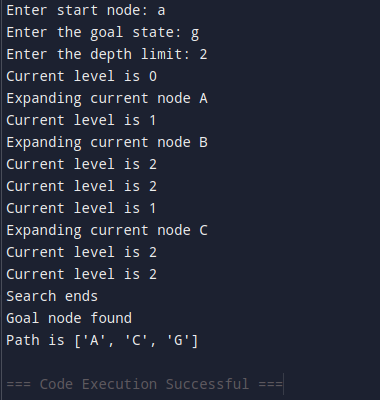 Enter start node: a
Enter the goal state: g
Enter the depth limit: 2
Current level is 0
Expanding current node A
Current level is 1
Expanding current node B
Current level is 2
Current level is 2
Current level is 1
Expanding current node C
Current level is 2
Current level is 2
Search ends
Goal node found
Path is ['A', 'C', 'G']
=== Code Execution Successful ===